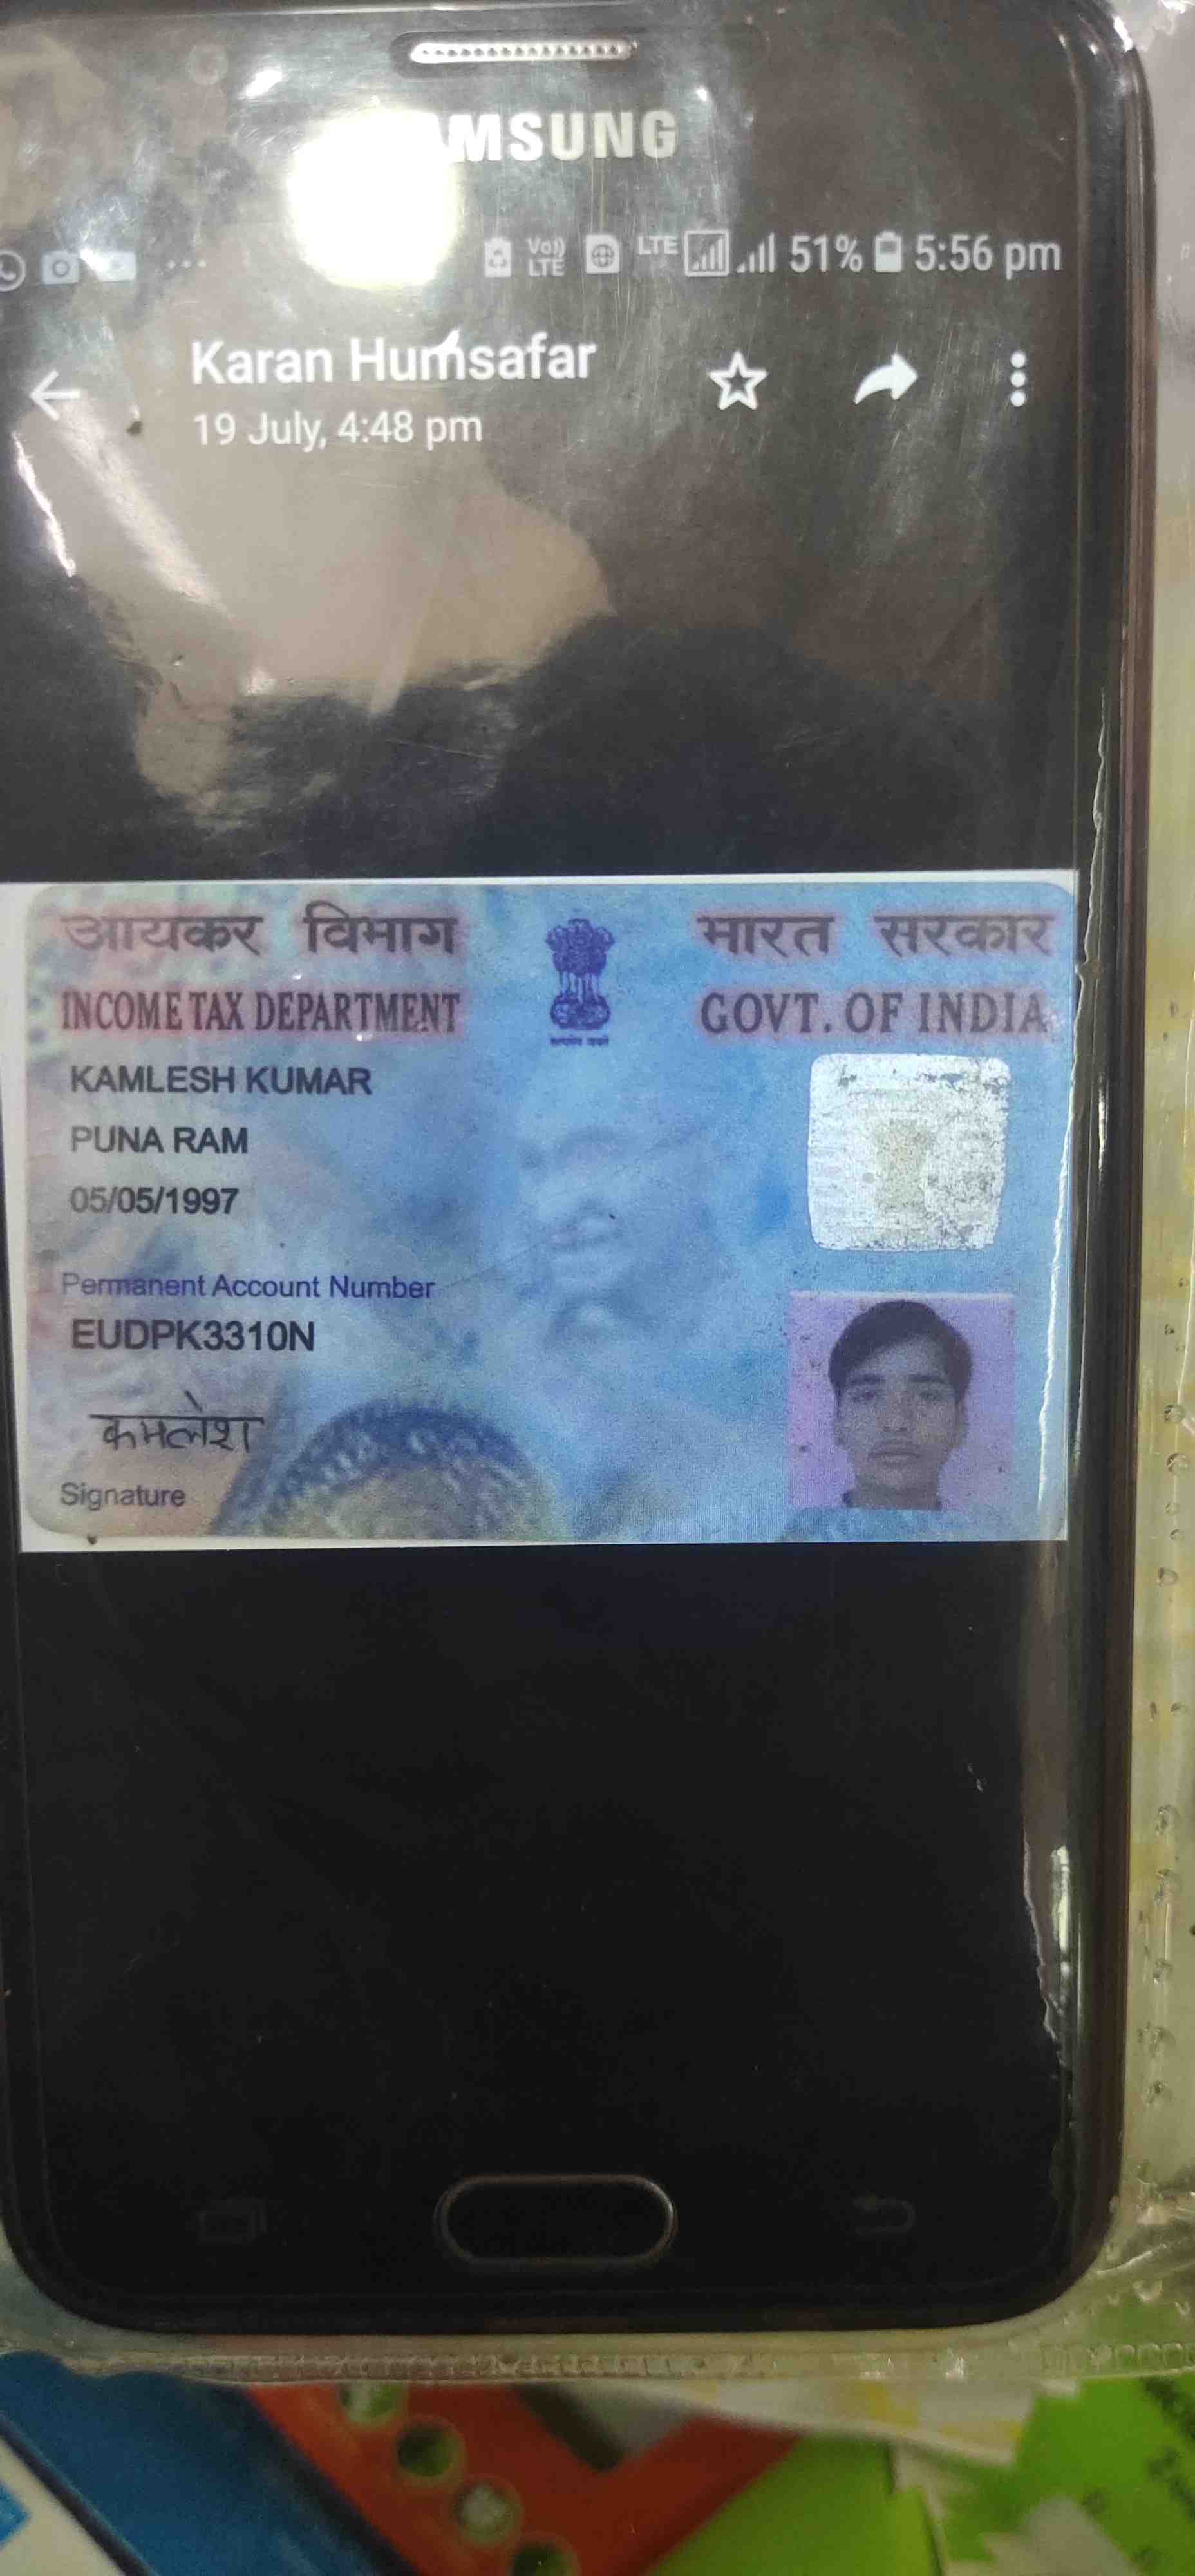 SAMSUNG
Vo)) LTE LTE 51% 5:56 pm
Karan Humsafar
19 July, 4:48 pm
आयकर विभाग भारत सरकार
INCOME TAX DEPARTMENT GOVT. OF INDIA
KAMLESH KUMAR
PUNA RAM
05/05/1997
Permanent Account Number
EUDPK3310N
कमलेश
Signature